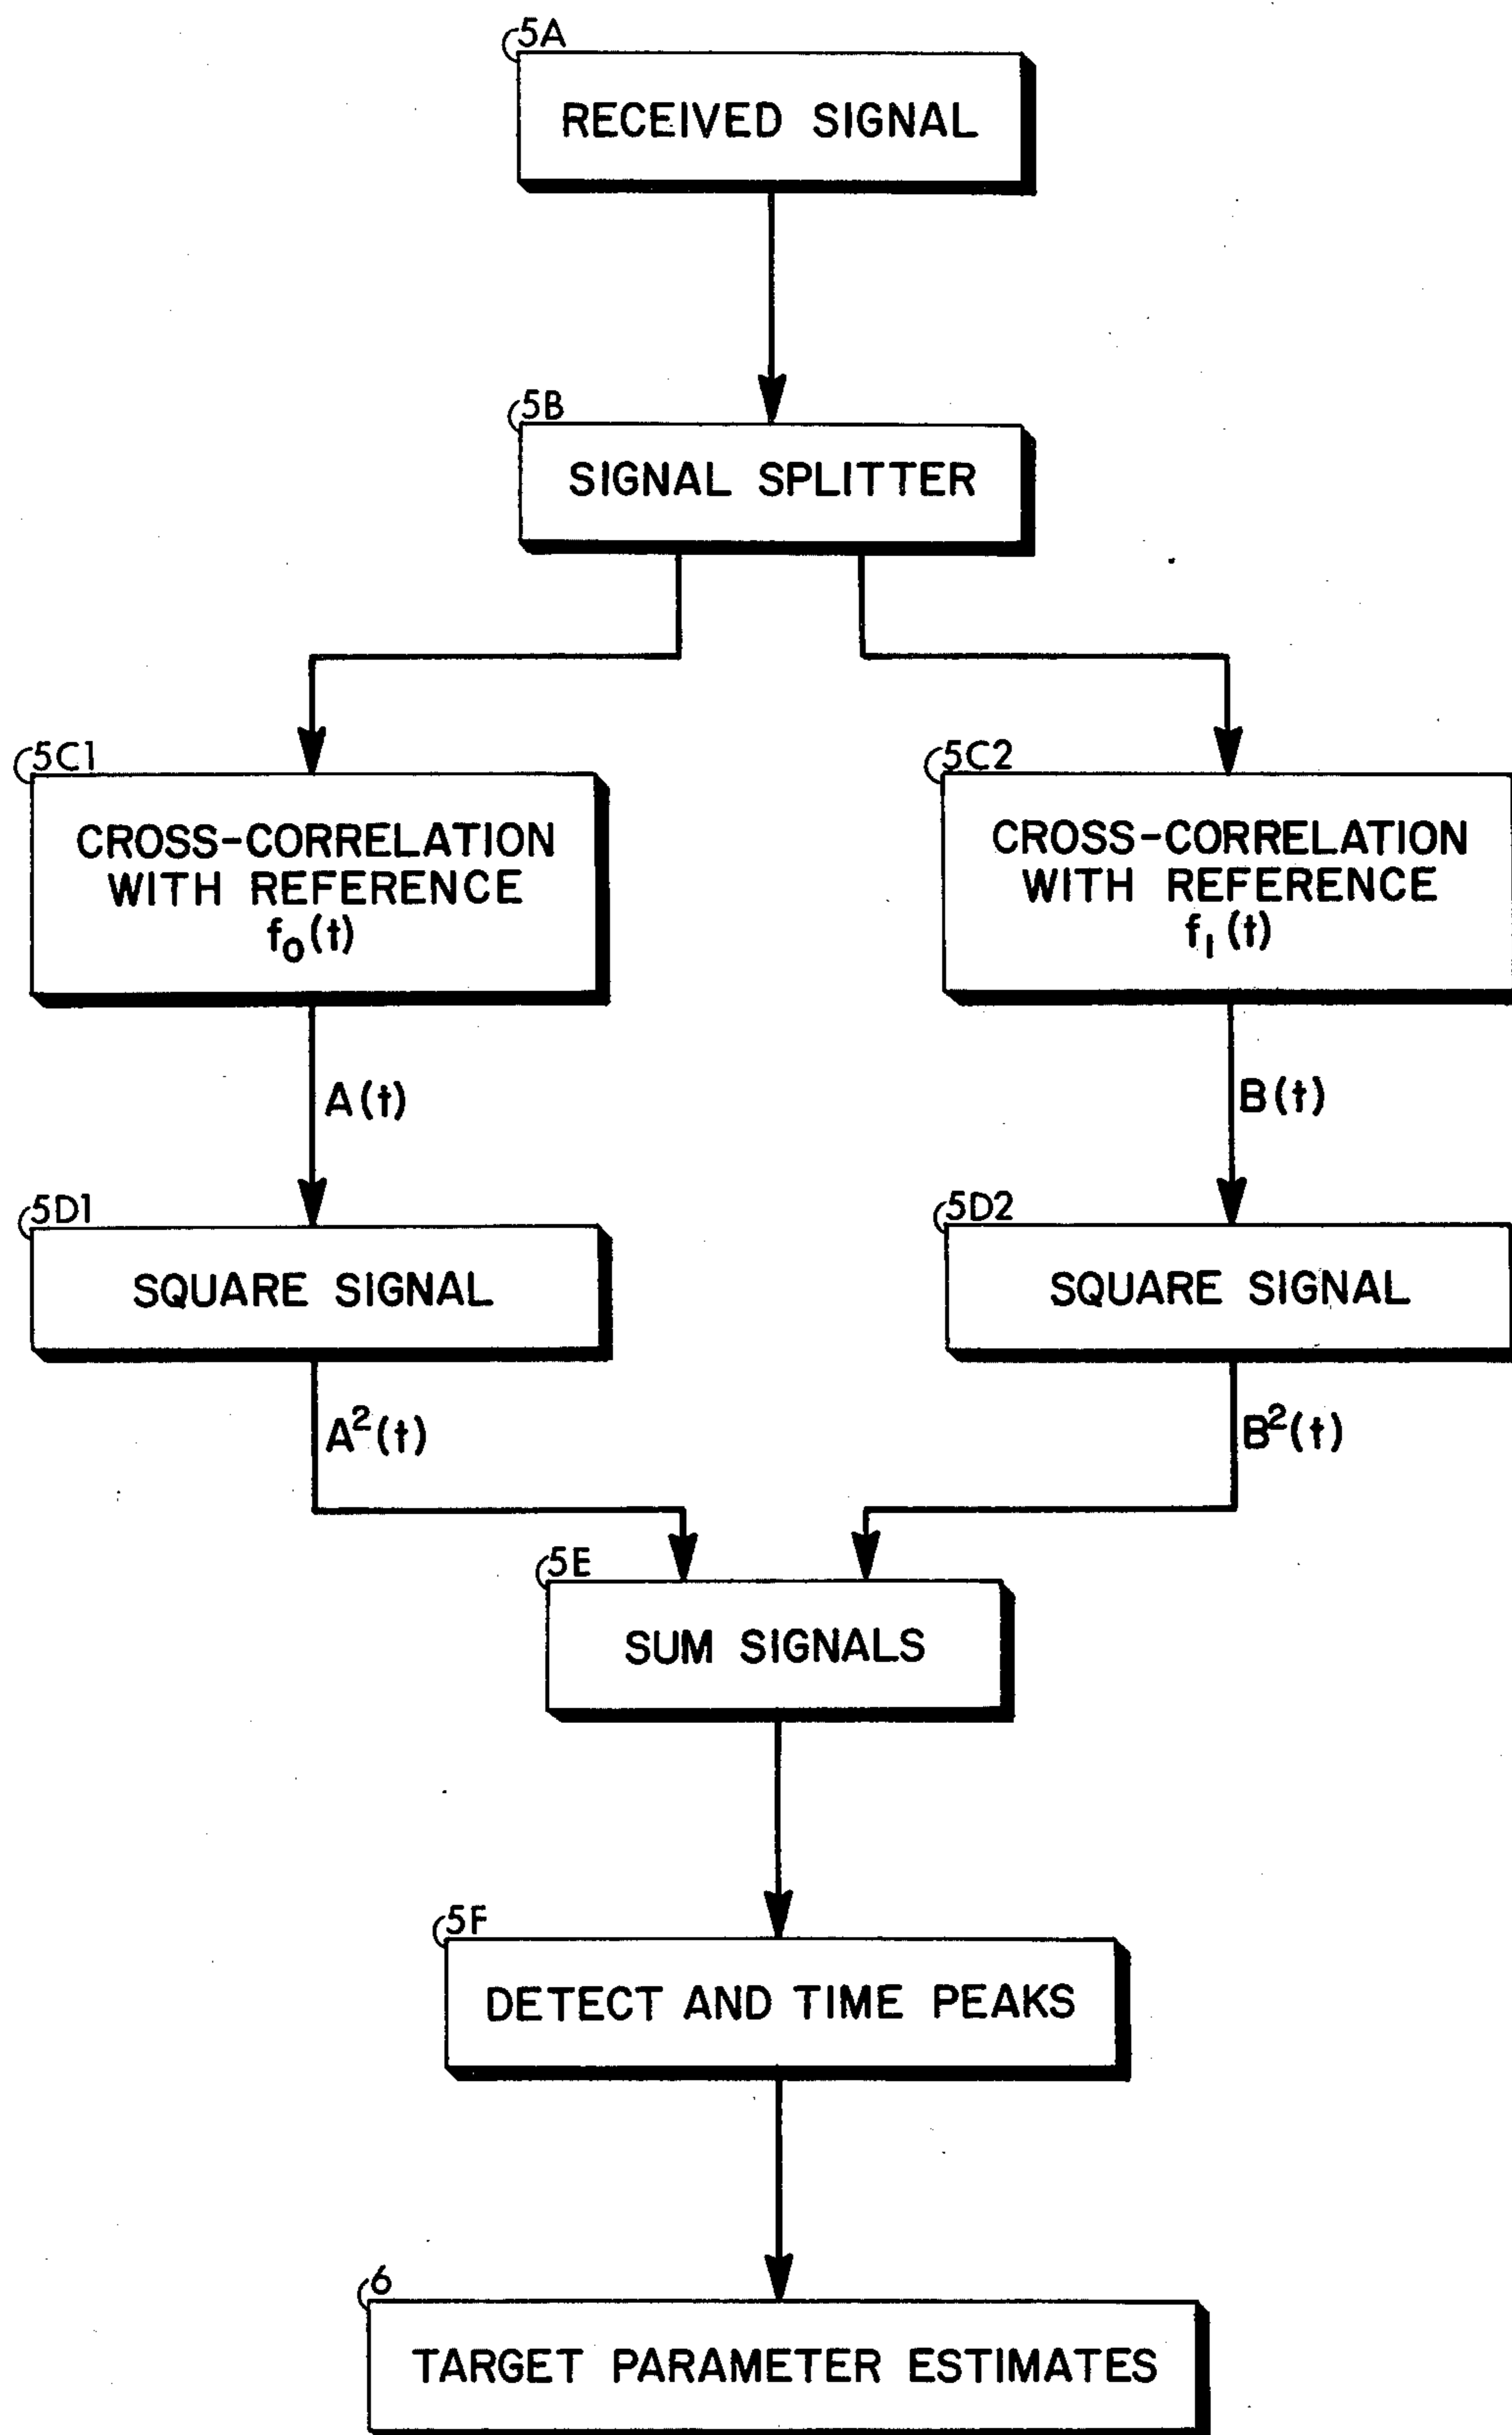 5A
RECEIVED SIGNAL
5B
SIGNAL SPLITTER
5C1
CROSS-CORRELATION
WITH REFERENCE
f₀(t)
5C2
CROSS-CORRELATION
WITH REFERENCE
f₁(t)
A(t)
B(t)
5D1
SQUARE SIGNAL
5D2
SQUARE SIGNAL
A²(t)
B²(t)
5E
SUM SIGNALS
5F
DETECT AND TIME PEAKS
6
TARGET PARAMETER ESTIMATES